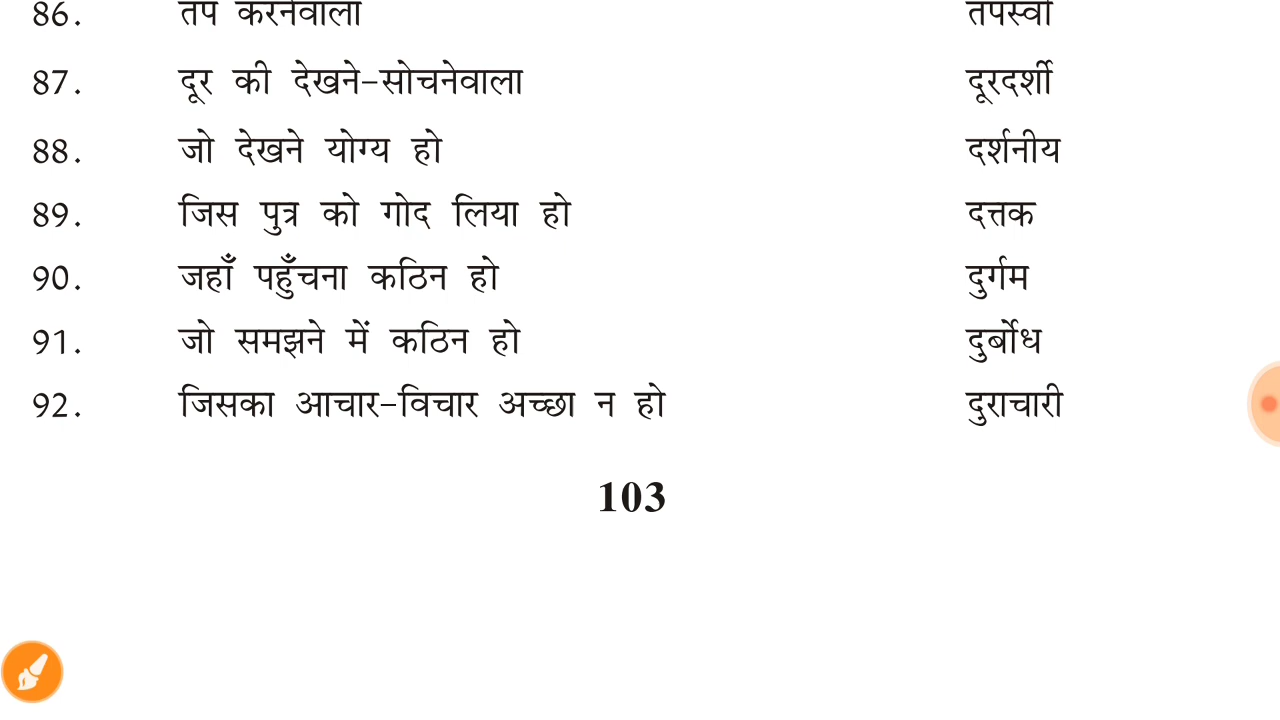 86. तप करनेवाला तपस्वी
87. दूर की देखने-सोचनेवाला दूरदर्शी
88. जो देखने योग्य हो दर्शनीय
89. जिस पुत्र को गोद लिया हो दत्तक
90. जहाँ पहुँचना कठिन हो दुर्गम
91. जो समझने में कठिन हो दुर्बोध
92. जिसका आचार-विचार अच्छा न हो दुराचारी
103